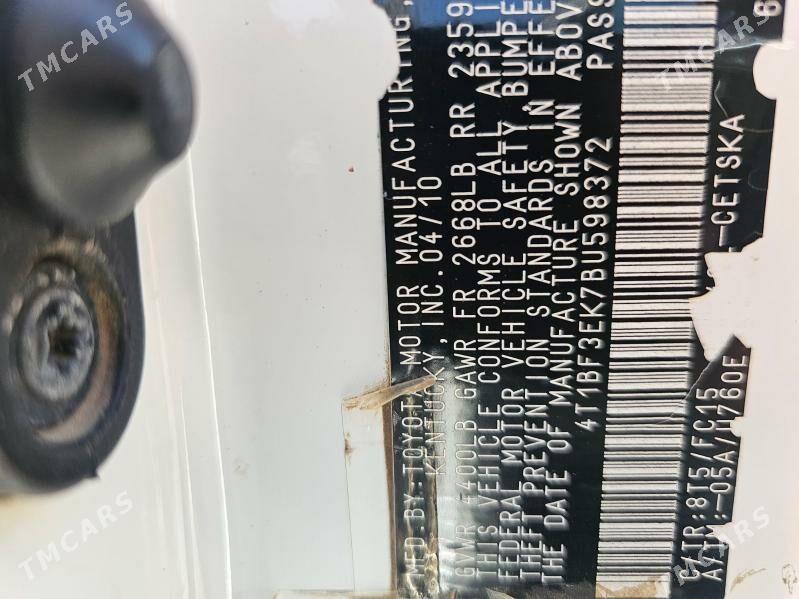 MFD.BY:TOYOTA MOTOR MANUFACTURING,
KENTUCKY, INC. 04/10
GVWR 4400LB GAWR FR 2668LB RR 2359
THIS VEHICLE CONFORMS TO ALL APPLI
FEDERAL MOTOR VEHICLE SAFETY, BUMPE
THEFT PREVENTION STANDARDS IN EFFE
THE DATE OF MANUFACTURE SHOWN ABOV
4T1BF3EK7BU598372 PASS
C/TR:8T5/FC15
CETSKA
A/TM:-05A/U760E
TMCARS
TMCARS
TMCARS
TMCARS